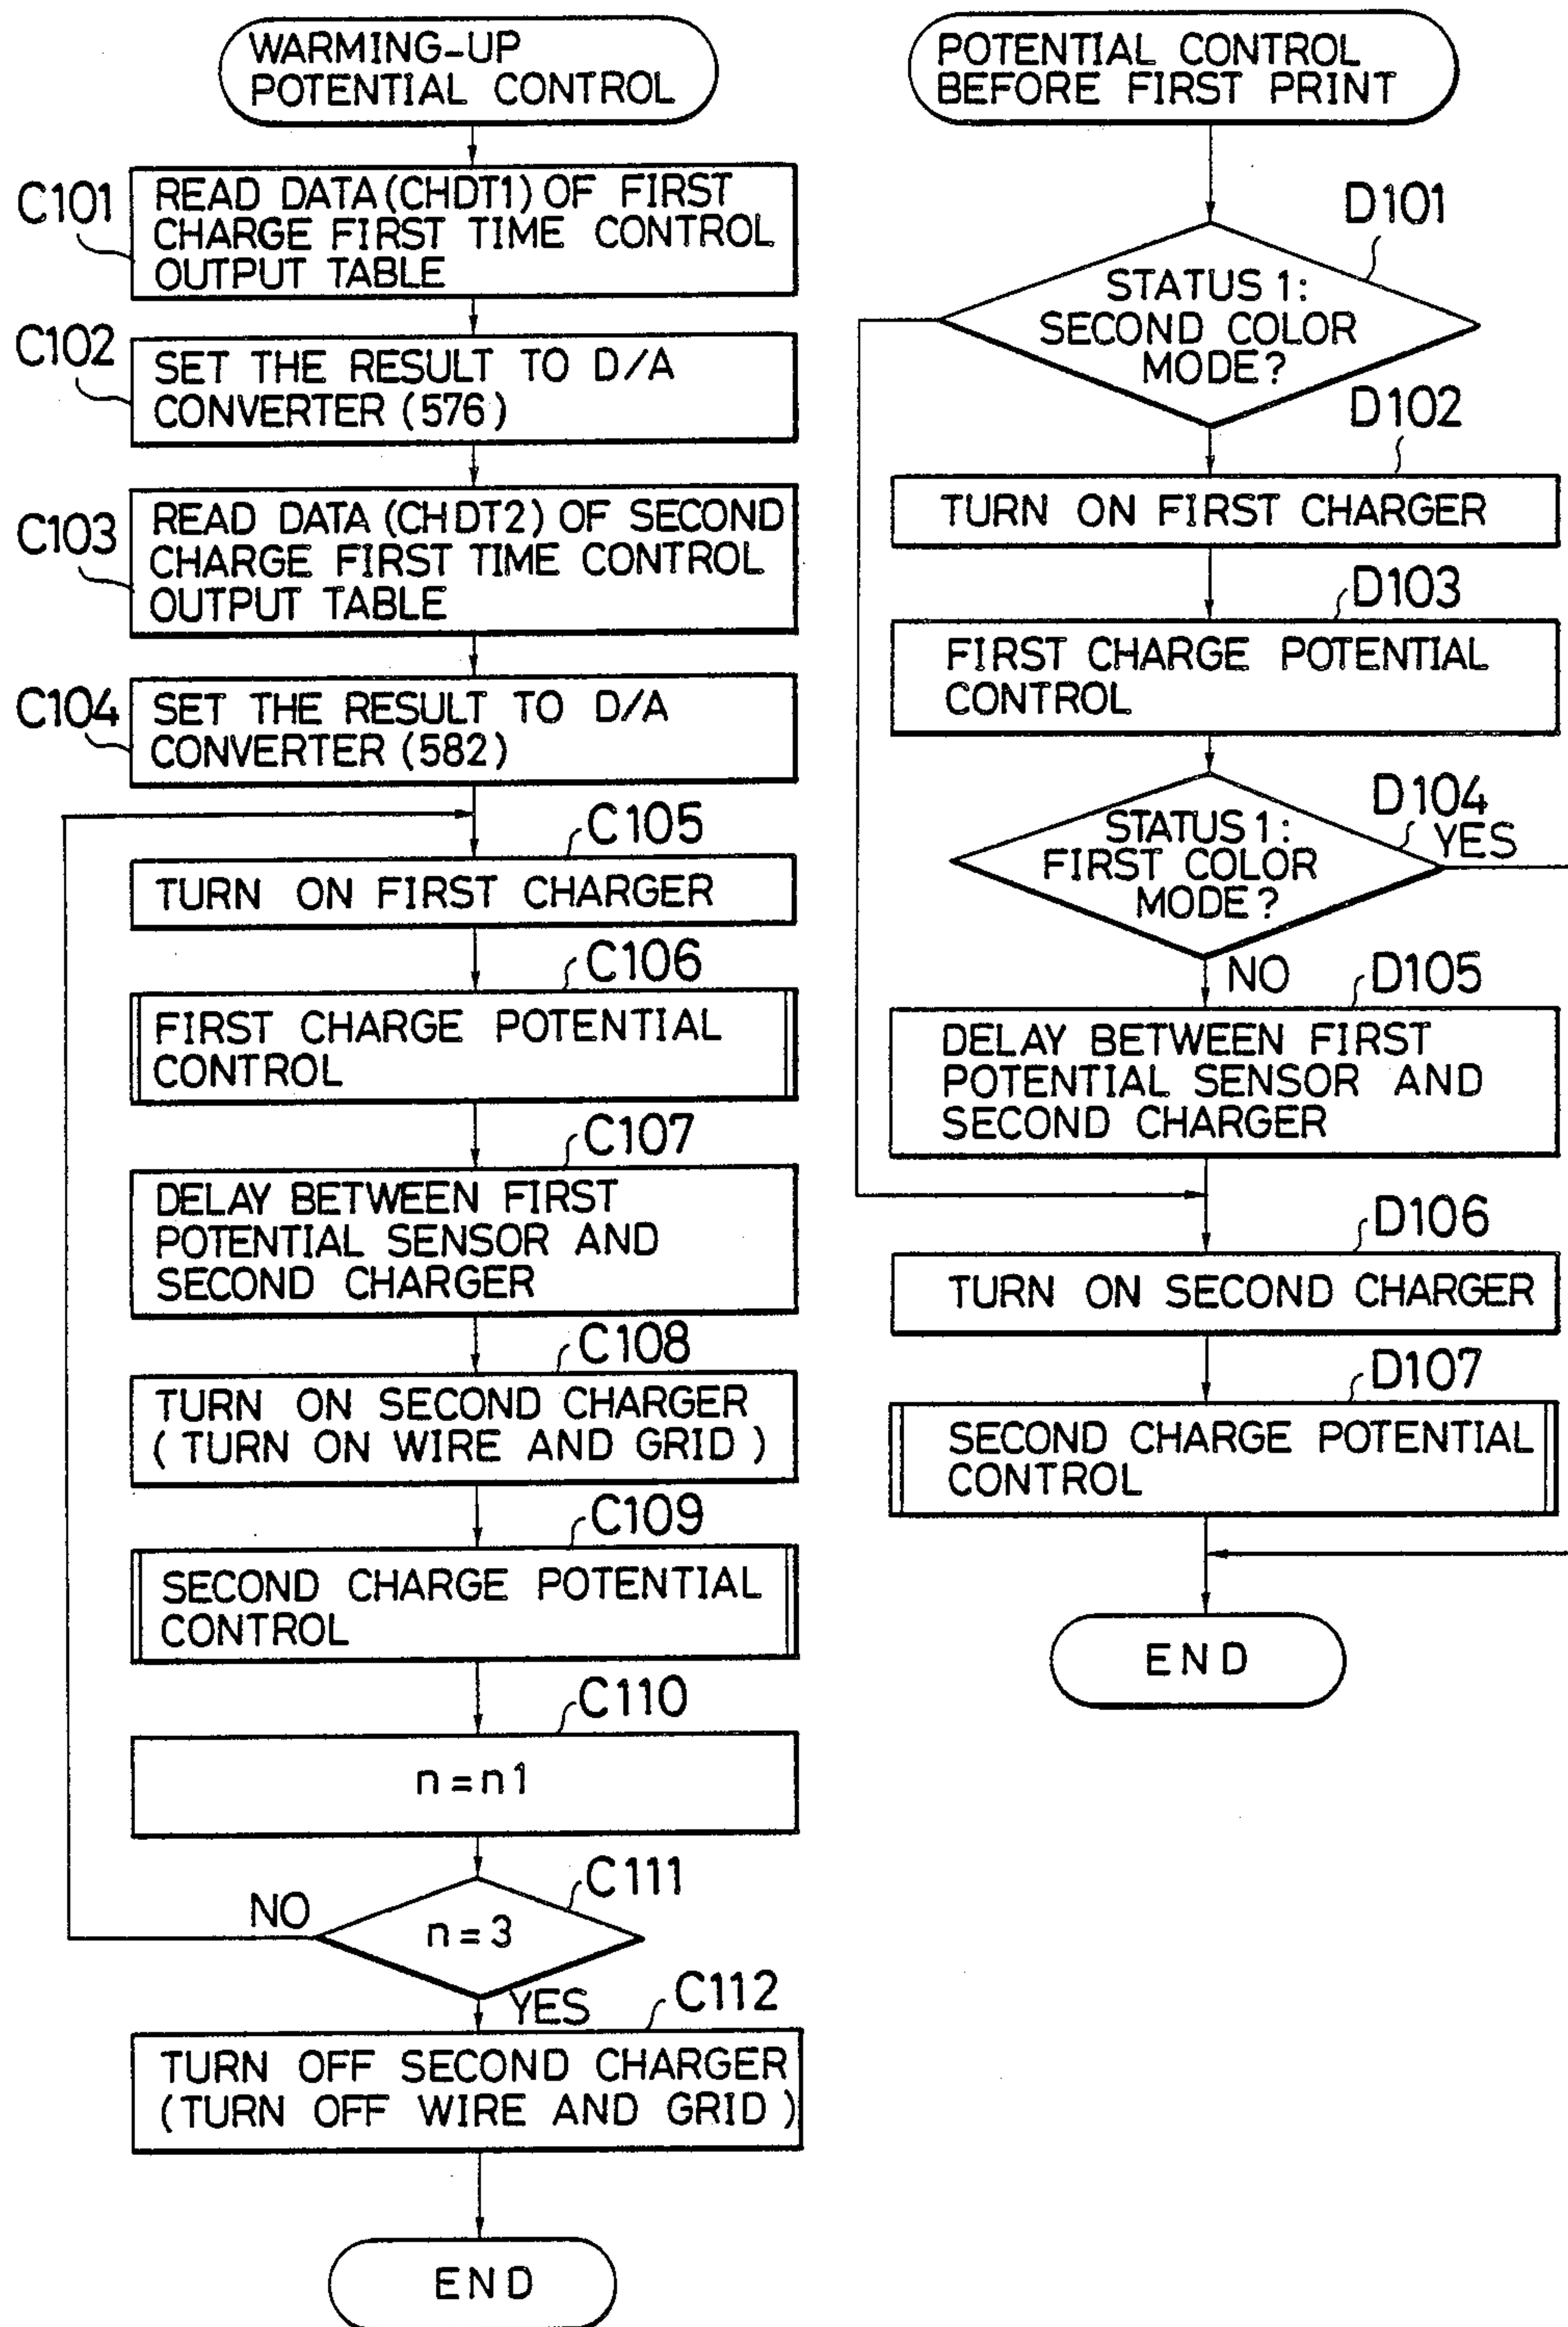 WARMING-UP
POTENTIAL CONTROL
C101
READ DATA (CHDT1) OF FIRST
CHARGE FIRST TIME CONTROL
OUTPUT TABLE
C102
SET THE RESULT TO D/A
CONVERTER (576)
C103
READ DATA (CHDT2) OF SECOND
CHARGE FIRST TIME CONTROL
OUTPUT TABLE
C104
SET THE RESULT TO D/A
CONVERTER (582)
C105
TURN ON FIRST CHARGER
C106
FIRST CHARGE POTENTIAL
CONTROL
C107
DELAY BETWEEN FIRST
POTENTIAL SENSOR AND
SECOND CHARGER
C108
TURN ON SECOND CHARGER
( TURN ON WIRE AND GRID )
C109
SECOND CHARGE POTENTIAL
CONTROL
C110
n = n 1
C111
NO
n = 3
YES
C112
TURN OFF SECOND CHARGER
(TURN OFF WIRE AND GRID )
END
POTENTIAL CONTROL
BEFORE FIRST PRINT
D101
STATUS 1:
SECOND COLOR
MODE?
D102
TURN ON FIRST CHARGER
D103
FIRST CHARGE POTENTIAL
CONTROL
D104
STATUS 1:
FIRST COLOR
MODE?
YES
NO
D105
DELAY BETWEEN FIRST
POTENTIAL SENSOR AND
SECOND CHARGER
D106
TURN ON SECOND CHARGER
D107
SECOND CHARGE POTENTIAL
CONTROL
END